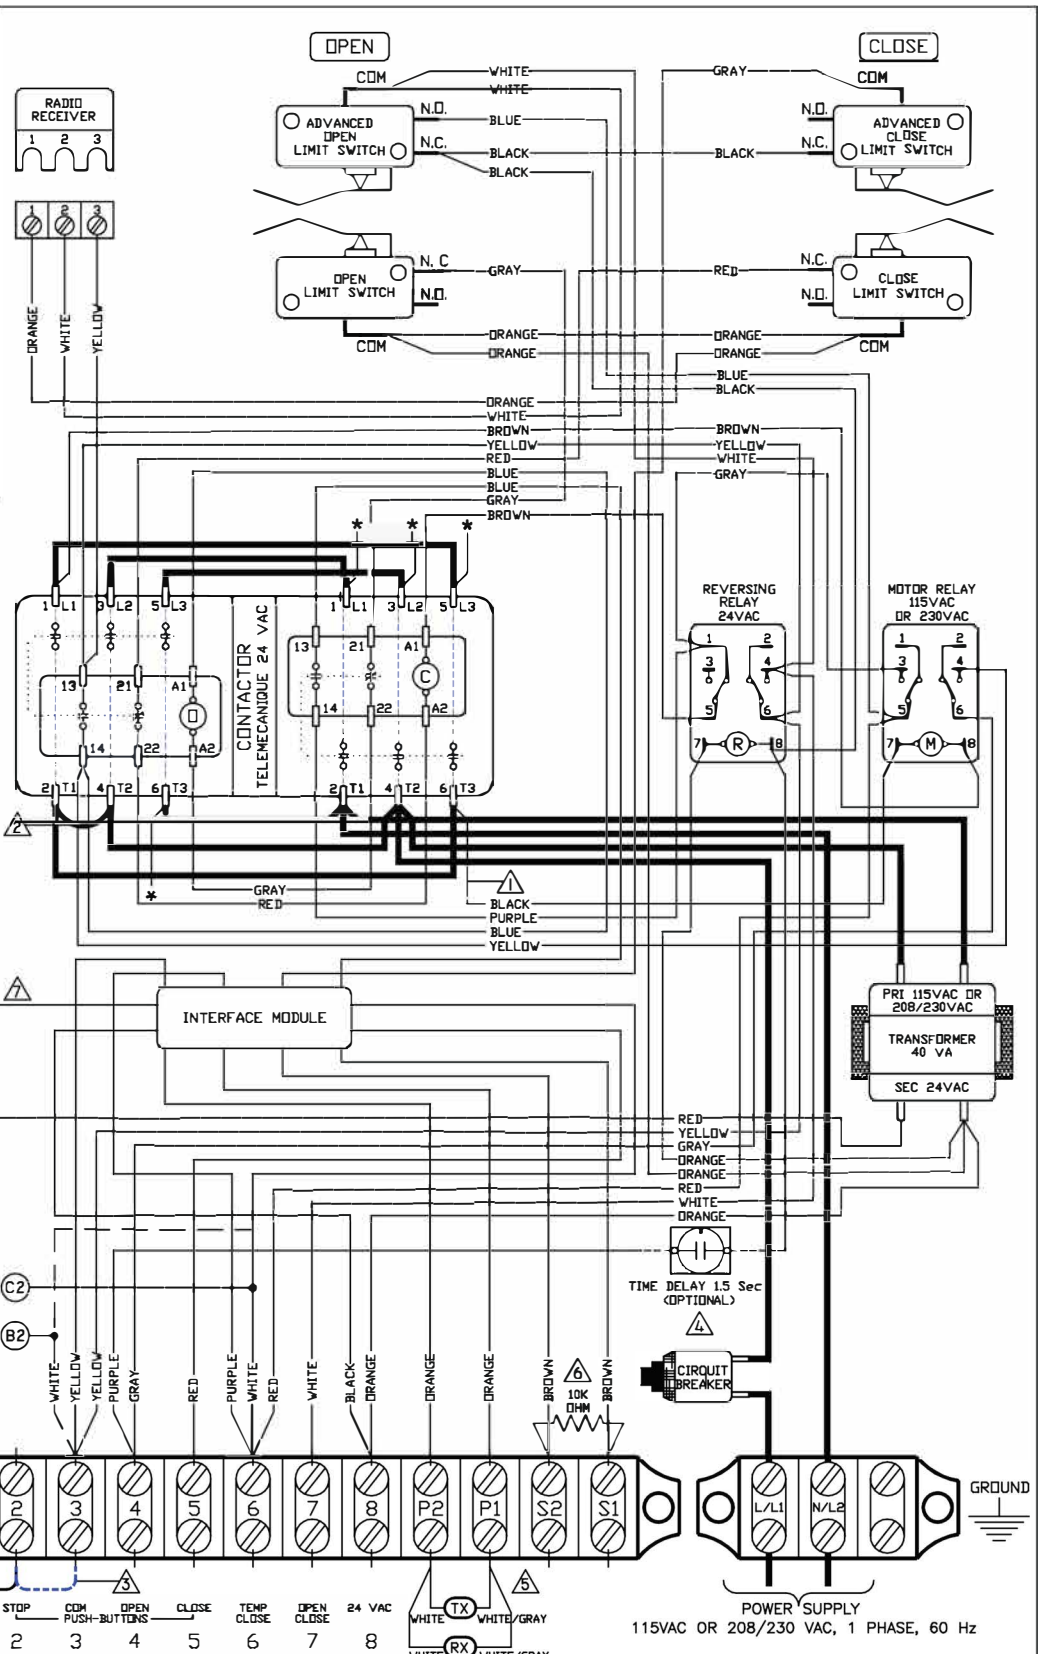 OPEN
CLOSE
COM
WHITE
GRAY
COM
WHITE
RADIO
RECEIVER
1 2 3
N.O.
ADVANCED
OPEN
LIMIT SWITCH
BLUE
N.O.
ADVANCED
CLOSE
LIMIT SWITCH
N.C.
BLACK
BLACK
N.C.
BLACK
1 2 3
N. C
GRAY
RED
N.C.
OPEN
LIMIT SWITCH
CLOSE
LIMIT SWITCH
N.O.
N.O.
ORANGE
WHITE
YELLOW
COM
ORANGE
ORANGE
COM
ORANGE
ORANGE
BLUE
BLACK
ORANGE
WHITE
BROWN
BROWN
YELLOW
YELLOW
RED
WHITE
BLUE
GRAY
BLUE
GRAY
BROWN
* * *
1 L1
3 L2
5 L3
1 L1
3 L2
5 L3
CONTACTOR
TELEMECANIQUE 24 VAC
13
21
A1
C
14
22
A2
13
21
A1
O
14
22
A2
2 T1
4 T2
6 T3
2 T1
4 T2
6 T3
REVERSING
RELAY
24VAC
1 2
3 4
5 6
7 R 8
MOTOR RELAY
115VAC
OR 230VAC
1 2
3 4
5 6
7 M 8
2
*
1
GRAY
RED
BLACK
PURPLE
BLUE
YELLOW
7
INTERFACE MODULE
PRI 115VAC OR
208/230VAC
TRANSFORMER
40 VA
SEC 24VAC
RED
YELLOW
GRAY
ORANGE
ORANGE
RED
WHITE
ORANGE
TIME DELAY 1.5 Sec
(OPTIONAL)
4
C2
B2
CIRQUIT
BREAKER
6
10K
OHM
WHITE
YELLOW
YELLOW
PURPLE
GRAY
RED
PURPLE
WHITE
RED
WHITE
BLACK
ORANGE
ORANGE
ORANGE
BROWN
BROWN
2 3 4 5 6 7 8 P2 P1 S2 S1
L/L1 N/L2
GROUND
3
5
STOP COM OPEN CLOSE
PUSH-BUTTONS
TEMP
CLOSE
OPEN
CLOSE
24 VAC
WHITE TX WHITE/GRAY
2 3 4 5 6 7 8
WHITE RX WHITE/GRAY
POWER SUPPLY
115VAC OR 208/230 VAC, 1 PHASE, 60 Hz